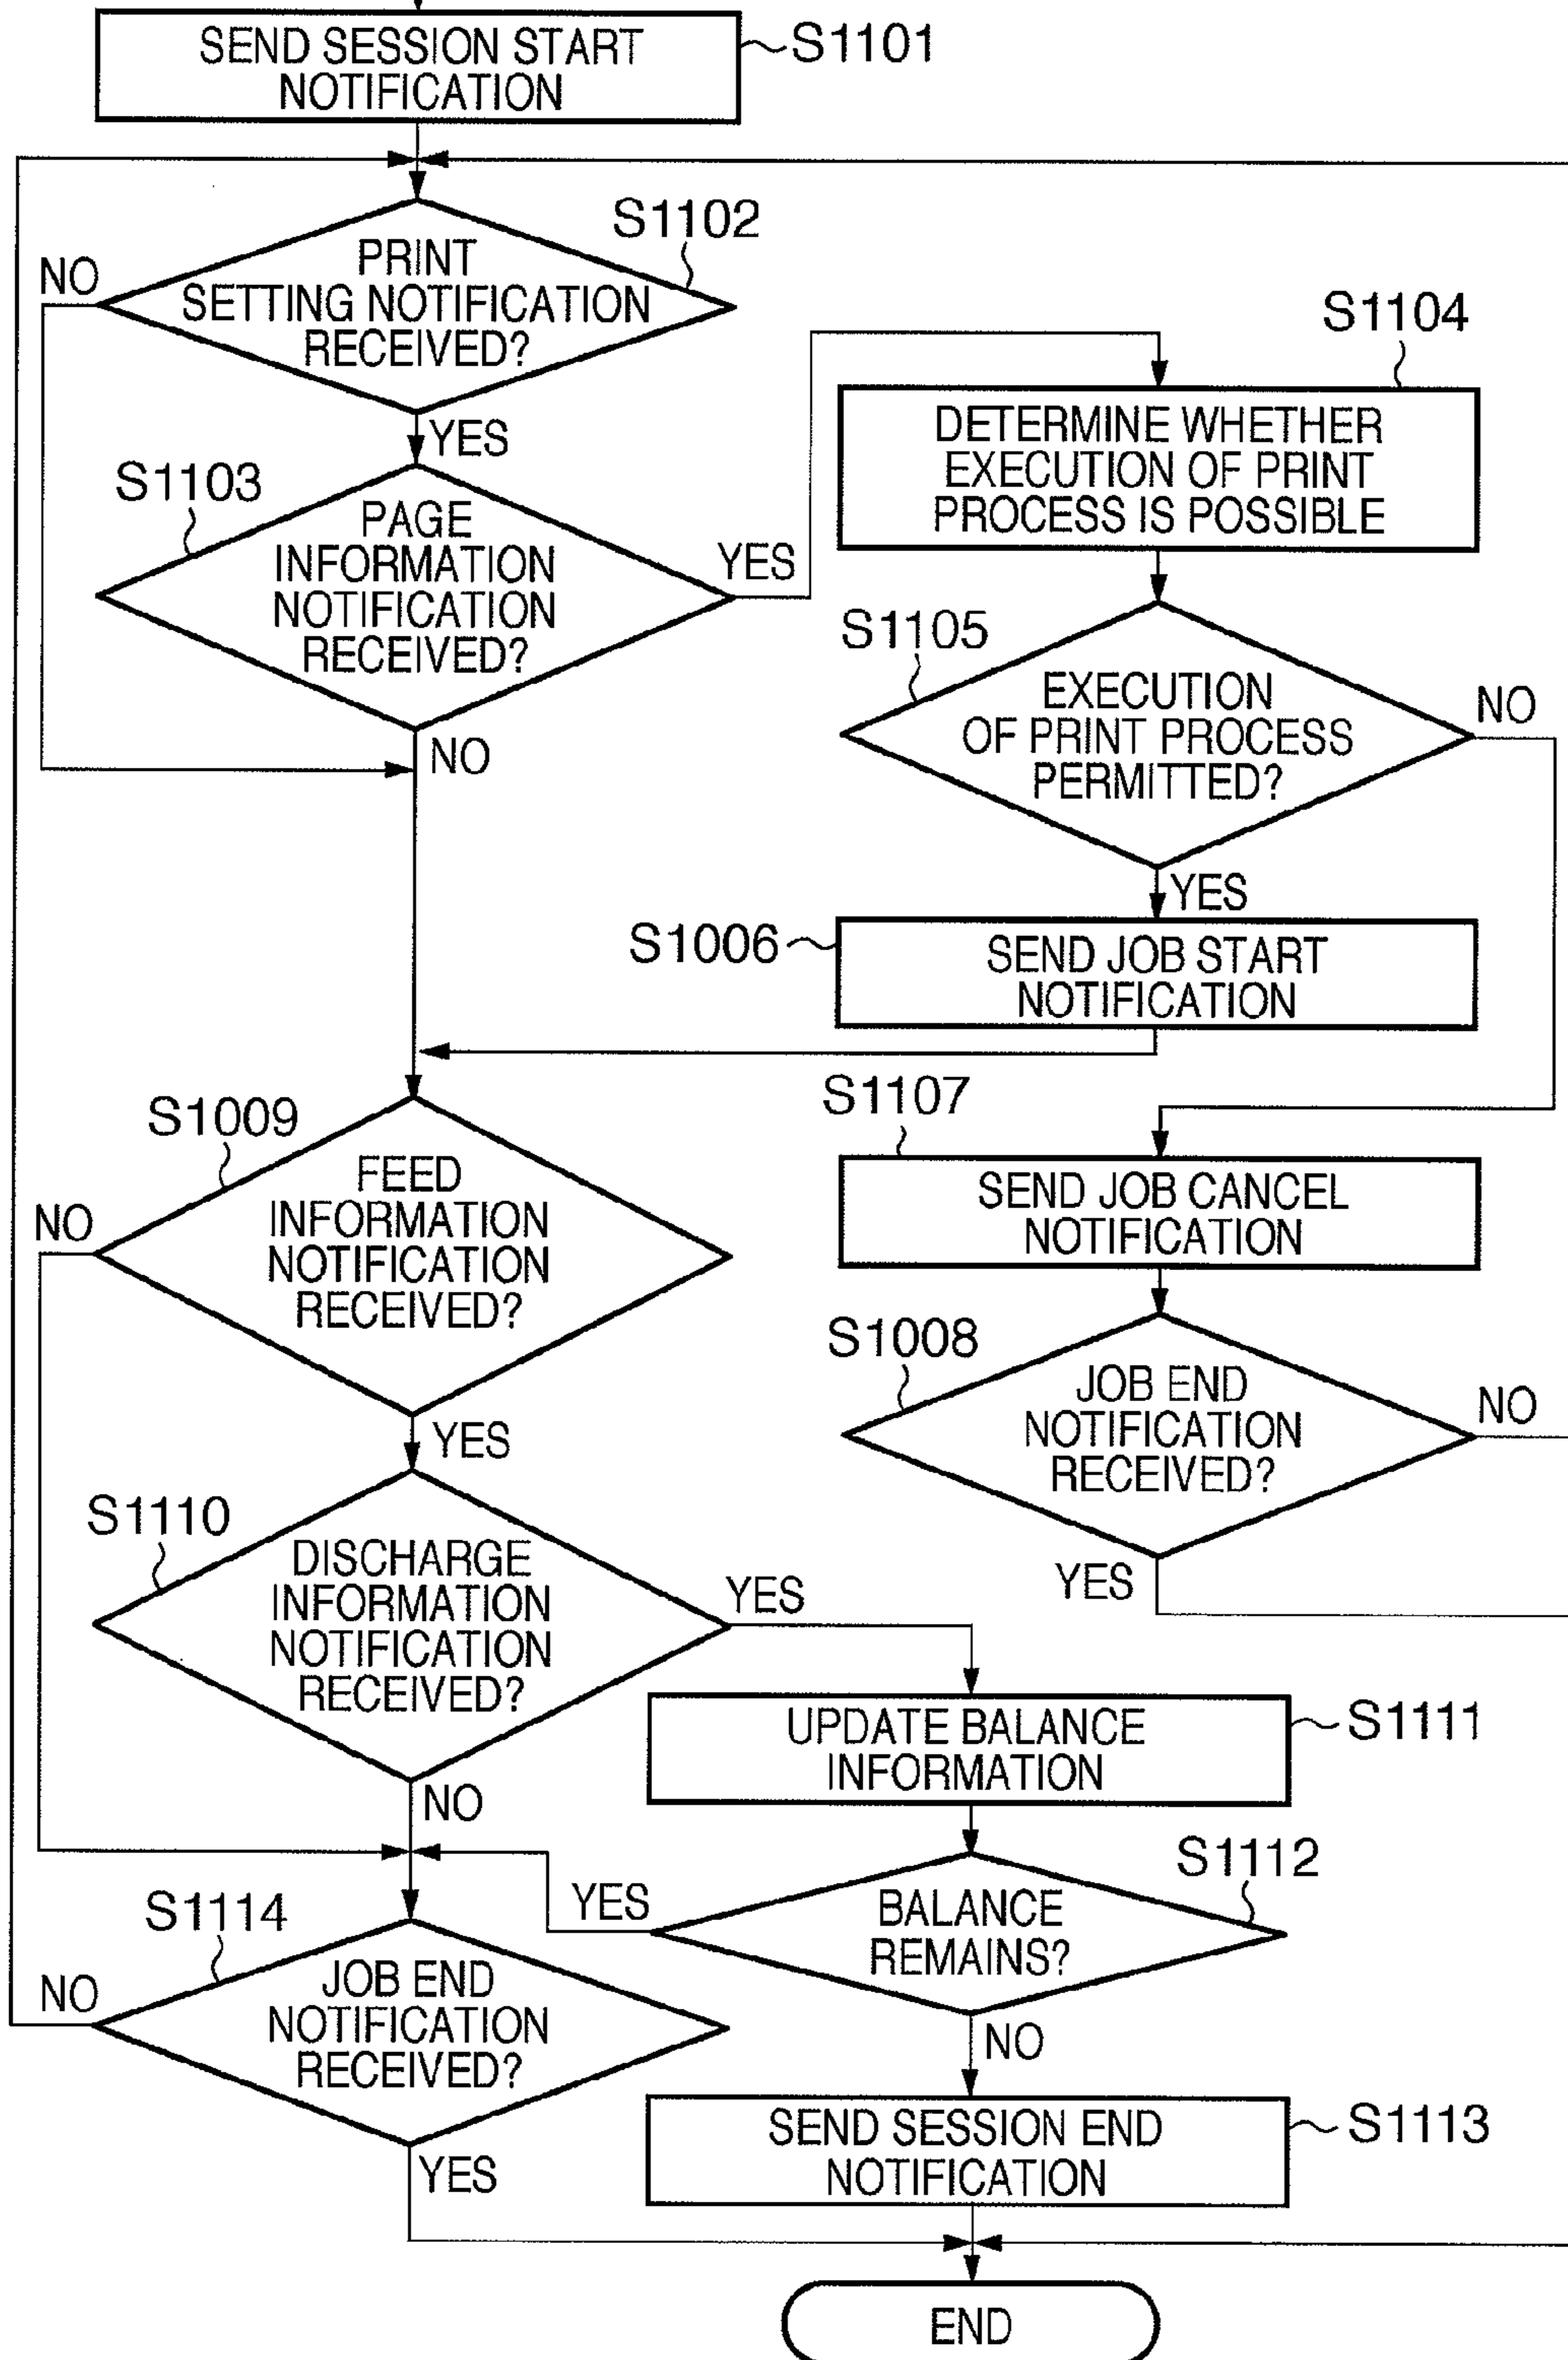 SEND SESSION START
NOTIFICATION
S1101
S1102
PRINT
SETTING NOTIFICATION
RECEIVED?
NO
YES
S1103
PAGE
INFORMATION
NOTIFICATION
RECEIVED?
YES
NO
S1104
DETERMINE WHETHER
EXECUTION OF PRINT
PROCESS IS POSSIBLE
S1105
EXECUTION
OF PRINT PROCESS
PERMITTED?
NO
YES
S1006
SEND JOB START
NOTIFICATION
S1107
SEND JOB CANCEL
NOTIFICATION
S1008
JOB END
NOTIFICATION
RECEIVED?
NO
YES
S1009
FEED
INFORMATION
NOTIFICATION
RECEIVED?
NO
YES
S1110
DISCHARGE
INFORMATION
NOTIFICATION
RECEIVED?
YES
NO
UPDATE BALANCE
INFORMATION
S1111
S1112
BALANCE
REMAINS?
YES
NO
S1114
JOB END
NOTIFICATION
RECEIVED?
NO
YES
SEND SESSION END
NOTIFICATION
S1113
END